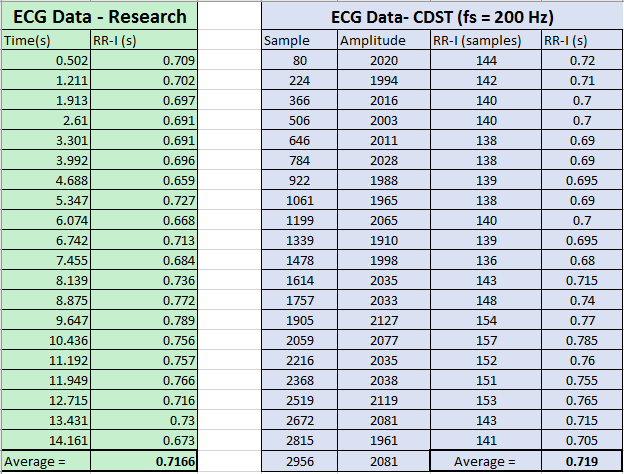 ECG Data - Research ECG Data- CDST (fs = 200 Hz)
Time(s) RR-I (s) Sample Amplitude RR-I (samples) RR-I (s)
0.502 0.709 80 2020 144 0.72
1.211 0.702 224 1994 142 0.71
1.913 0.697 366 2016 140 0.7
2.61 0.691 506 2003 140 0.7
3.301 0.691 646 2011 138 0.69
3.992 0.696 784 2028 138 0.69
4.688 0.659 922 1988 139 0.695
5.347 0.727 1061 1965 138 0.69
6.074 0.668 1199 2065 140 0.7
6.742 0.713 1339 1910 139 0.695
7.455 0.684 1478 1998 136 0.68
8.139 0.736 1614 2035 143 0.715
8.875 0.772 1757 2033 148 0.74
9.647 0.789 1905 2127 154 0.77
10.436 0.756 2059 2077 157 0.785
11.192 0.757 2216 2035 152 0.76
11.949 0.766 2368 2038 151 0.755
12.715 0.716 2519 2119 153 0.765
13.431 0.73 2672 2081 143 0.715
14.161 0.673 2815 1961 141 0.705
Average = 0.7166 2956 2081 Average = 0.719